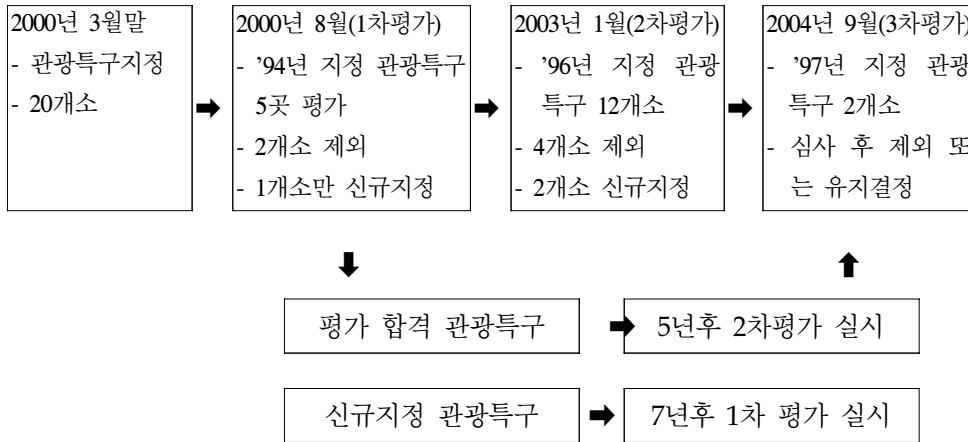 2000년 3월말
- 관광특구지정
- 20개소
2000년 8월(1차평가)
- ’94년 지정 관광특구
5곳 평가
- 2개소 제외
- 1개소만 신규지정
2003년 1월(2차평가)
- ’96년 지정 관광
특구 12개소
- 4개소 제외
- 2개소 신규지정
2004년 9월(3차평가)
- ’97년 지정 관광
특구 2개소
- 심사 후 제외 또
는 유지결정
평가 합격 관광특구
5년후 2차평가 실시
신규지정 관광특구
7년후 1차 평가 실시